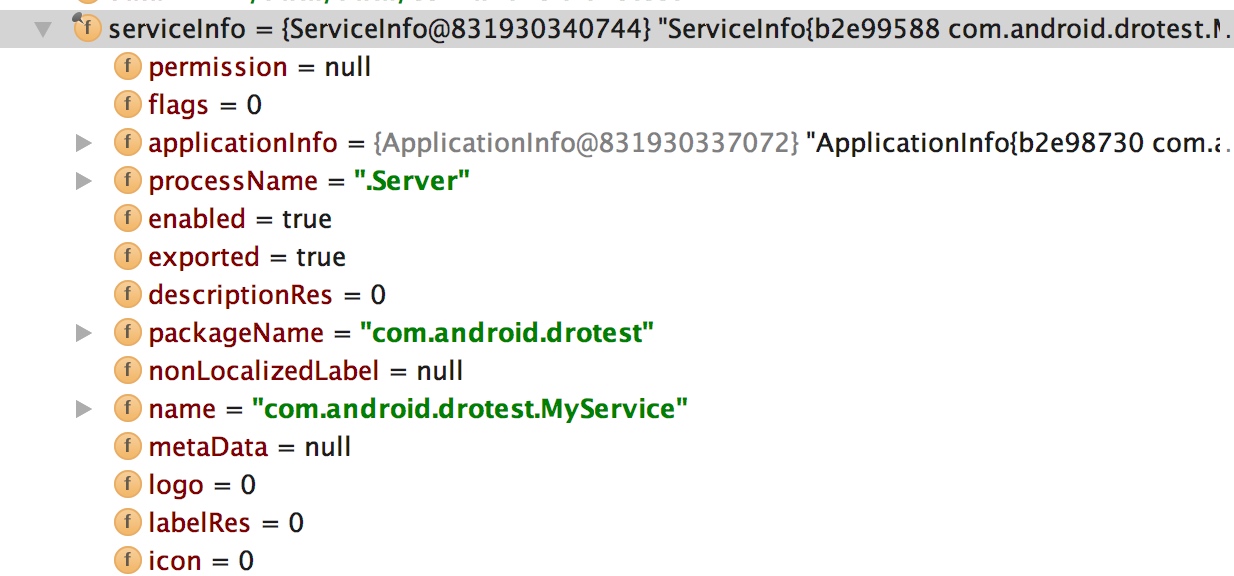 serviceInfo = {ServiceInfo@831930340744} "ServiceInfo{b2e99588 com.android.drotest.M...
f permission = null
f flags = 0
f applicationInfo = {ApplicationInfo@831930337072} "ApplicationInfo{b2e98730 com.a...
f processName = ".Server"
f enabled = true
f exported = true
f descriptionRes = 0
f packageName = "com.android.drotest"
f nonLocalizedLabel = null
f name = "com.android.drotest.MyService"
f metaData = null
f logo = 0
f labelRes = 0
f icon = 0